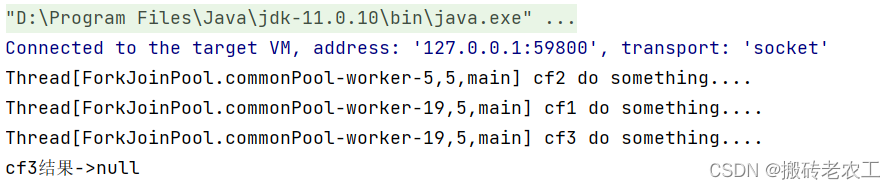 "D:\Program Files\Java\jdk-11.0.10\bin\java.exe" ...
Connected to the target VM, address: '127.0.0.1:59800', transport: 'socket'
Thread[ForkJoinPool.commonPool-worker-5,5,main] cf2 do something....
Thread[ForkJoinPool.commonPool-worker-19,5,main] cf1 do something....
Thread[ForkJoinPool.commonPool-worker-19,5,main] cf3 do something....
cf3结果->null
CSDN @搬砖老农工